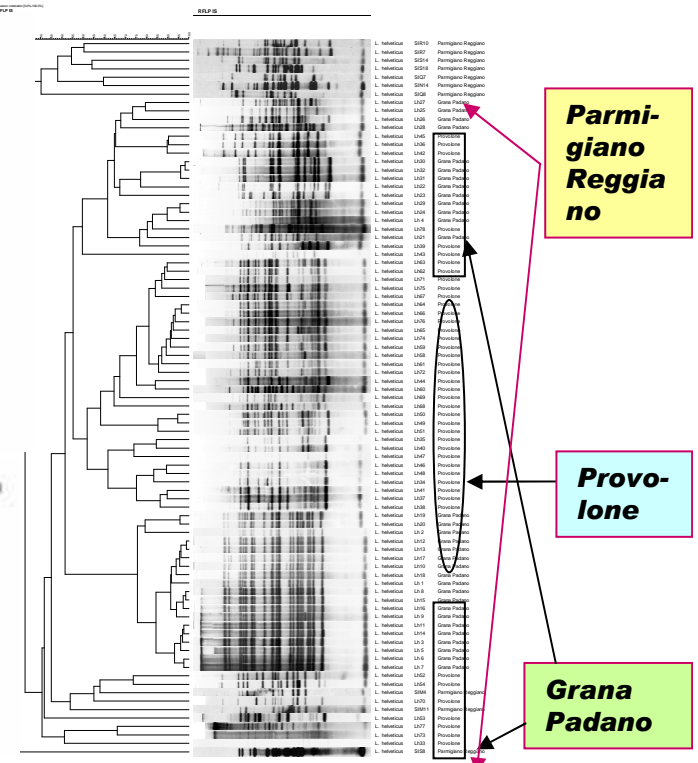 RFLP IS
RFLP IS
L. helveticus SIR10 Parmigiano Reggiano
L. helveticus SIR7 Parmigiano Reggiano
L. helveticus SIS14 Parmigiano Reggiano
L. helveticus SIS18 Parmigiano Reggiano
L. helveticus SIQ7 Parmigiano Reggiano
L. helveticus SIN14 Parmigiano Reggiano
L. helveticus SIQ8 Parmigiano Reggiano
L. helveticus Lh27 Grana Padano
L. helveticus Lh25 Grana Padano
L. helveticus Lh26 Grana Padano
L. helveticus Lh28 Grana Padano
L. helveticus Lh45 Provolone
L. helveticus Lh36 Provolone
L. helveticus Lh42 Provolone
L. helveticus Lh30 Grana Padano
L. helveticus Lh32 Grana Padano
L. helveticus Lh31 Grana Padano
L. helveticus Lh22 Grana Padano
L. helveticus Lh23 Grana Padano
L. helveticus Lh29 Grana Padano
L. helveticus Lh24 Grana Padano
L. helveticus Lh 4 Grana Padano
L. helveticus Lh78 Provolone
L. helveticus Lh21 Grana Padano
L. helveticus Lh39 Provolone
L. helveticus Lh43 Provolone
L. helveticus Lh63 Provolone
L. helveticus Lh62 Provolone
L. helveticus Lh71 Provolone
L. helveticus Lh75 Provolone
L. helveticus Lh67 Provolone
L. helveticus Lh64 Provolone
L. helveticus Lh66 Provolone
L. helveticus Lh76 Provolone
L. helveticus Lh65 Provolone
L. helveticus Lh74 Provolone
L. helveticus Lh59 Provolone
L. helveticus Lh58 Provolone
L. helveticus Lh61 Provolone
L. helveticus Lh72 Provolone
L. helveticus Lh44 Provolone
L. helveticus Lh60 Provolone
L. helveticus Lh69 Provolone
L. helveticus Lh68 Provolone
L. helveticus Lh50 Provolone
L. helveticus Lh49 Provolone
L. helveticus Lh51 Provolone
L. helveticus Lh35 Provolone
L. helveticus Lh40 Provolone
L. helveticus Lh47 Provolone
L. helveticus Lh46 Provolone
L. helveticus Lh48 Provolone
L. helveticus Lh34 Provolone
L. helveticus Lh41 Provolone
L. helveticus Lh37 Provolone
L. helveticus Lh38 Provolone
L. helveticus Lh19 Grana Padano
L. helveticus Lh20 Grana Padano
L. helveticus Lh 2 Grana Padano
L. helveticus Lh12 Grana Padano
L. helveticus Lh13 Grana Padano
L. helveticus Lh17 Grana Padano
L. helveticus Lh10 Grana Padano
L. helveticus Lh18 Grana Padano
L. helveticus Lh 1 Grana Padano
L. helveticus Lh 8 Grana Padano
L. helveticus Lh15 Grana Padano
L. helveticus Lh16 Grana Padano
L. helveticus Lh 9 Grana Padano
L. helveticus Lh11 Grana Padano
L. helveticus Lh14 Grana Padano
L. helveticus Lh 3 Grana Padano
L. helveticus Lh 5 Grana Padano
L. helveticus Lh 6 Grana Padano
L. helveticus Lh 7 Grana Padano
L. helveticus Lh52 Provolone
L. helveticus Lh54 Provolone
L. helveticus SIM4 Parmigiano Reggiano
L. helveticus Lh70 Provolone
L. helveticus SIM11 Parmigiano Reggiano
L. helveticus Lh53 Provolone
L. helveticus Lh77 Provolone
L. helveticus Lh73 Provolone
L. helveticus Lh33 Provolone
L. helveticus SIS8 Parmigiano Reggiano
Parmi-
giano
Reggia
no
Provo-
lone
Grana
Padano